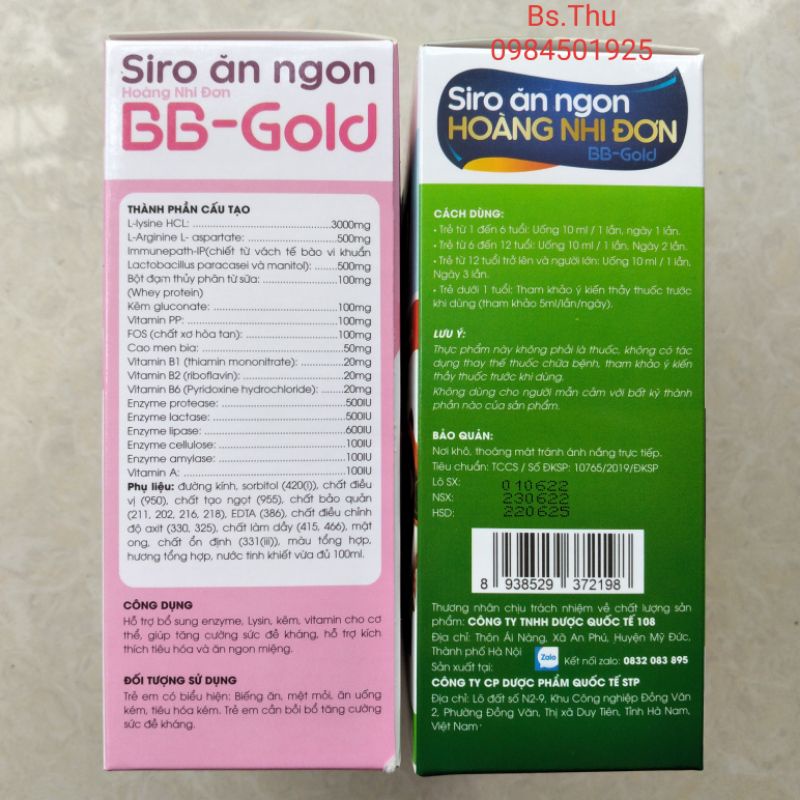 Bs.Thu
0984501925
Siro ăn ngon
Hoàng Nhi Đơn
BB-Gold
THÀNH PHẦN CẤU TẠO
L-lysine HCL: 3000mg
L-Arginine L- aspartate: 500mg
Immunepath-IP(chiết từ vách tế bào vi khuẩn
Lactobacillus paracasei và manitol): 500mg
Bột đạm thủy phân từ sữa: 100mg
(Whey protein)
Kẽm gluconate: 100mg
Vitamin PP: 100mg
FOS (chất xơ hòa tan): 100mg
Cao men bia: 50mg
Vitamin B1 (thiamin mononitrate): 20mg
Vitamin B2 (riboflavin): 20mg
Vitamin B6 (Pyridoxine hydrochloride): 20mg
Enzyme protease: 500IU
Enzyme lactase: 500IU
Enzyme lipase: 600IU
Enzyme cellulose: 100IU
Enzyme amylase: 100IU
Vitamin A: 100IU
Phụ liệu: đường kính, sorbitol (420(i)), chất điều
vị (950), chất tạo ngọt (955), chất bảo quản
(211, 202, 216, 218), EDTA (386), chất điều chỉnh
độ axit (330, 325), chất làm dầy (415, 466), mật
ong, chất ổn định (331(iii)), màu tổng hợp,
hương tổng hợp, nước tinh khiết vừa đủ 100ml.
CÔNG DỤNG
Hỗ trợ bổ sung enzyme, Lysin, kẽm, vitamin cho cơ
thể, giúp tăng cường sức đề kháng, hỗ trợ kích
thích tiêu hóa và ăn ngon miệng.
ĐỐI TƯỢNG SỬ DỤNG
Trẻ em có biểu hiện: Biếng ăn, mệt mỏi, ăn uống
kém, tiêu hóa kém. Trẻ em cần bồi bổ tăng cường
sức đề kháng.
Siro ăn ngon
HOÀNG NHI ĐƠN
BB-Gold
CÁCH DÙNG:
• Trẻ từ 1 đến 6 tuổi: Uống 10 ml / 1 lần, ngày 1 lần.
• Trẻ từ 6 đến 12 tuổi: Uống 10 ml / 1 lần. Ngày 2 lần.
• Trẻ từ 12 tuổi trở lên và người lớn: Uống 10 ml / 1 lần,
Ngày 3 lần.
• Trẻ dưới 1 tuổi: Tham khảo ý kiến thầy thuốc trước
khi dùng (tham khảo 5ml/lần/ngày).
LƯU Ý:
Thực phẩm này không phải là thuốc, không có tác
dụng thay thế thuốc chữa bệnh, tham khảo ý kiến
thầy thuốc trước khi dùng.
Không dùng cho người mẫn cảm với bất kỳ thành
phần nào của sản phẩm.
BẢO QUẢN:
Nơi khô, thoáng mát tránh ánh nắng trực tiếp.
Tiêu chuẩn: TCCS / Số ĐKSP: 10765/2019/ĐKSP
Lô SX: 010622
NSX: 230622
HSD: 220625
8 938529 372198
Thương nhân chịu trách nhiệm về chất lượng sản
phẩm: CÔNG TY TNHH DƯỢC QUỐC TẾ 108
Địa chỉ: Thôn Ái Nàng, Xã An Phú, Huyện Mỹ Đức,
Thành phố Hà Nội
Sản xuất tại: Zalo Kết nối zalo: 0832 083 895
CÔNG TY CP DƯỢC PHẨM QUỐC TẾ STP
Địa chỉ: Lô đất số N2-9, Khu Công nghiệp Đồng Văn
2, Phường Đồng Văn, Thị xã Duy Tiên, Tỉnh Hà Nam,
Việt Nam